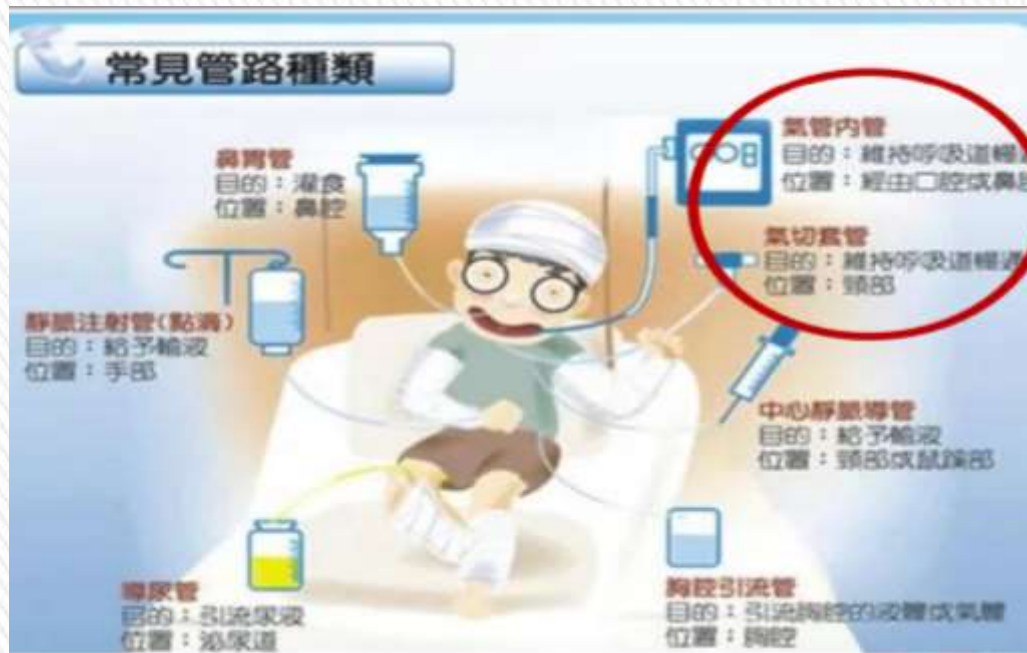 常見管路種類
鼻胃管
目的：灌食
位置：鼻腔
靜脈注射管(點滴)
目的：給予輸液
位置：手部
導尿管
目的：引流尿液
位置：泌尿道
氣管內管
目的：維持呼吸道暢通
位置：經由口腔或鼻腔
氣切套管
目的：維持呼吸道暢通
位置：頸部
中心靜脈導管
目的：給予輸液
位置：頸部或鼠蹊部
胸腔引流管
目的：引流胸腔的液體或氣體
位置：胸腔